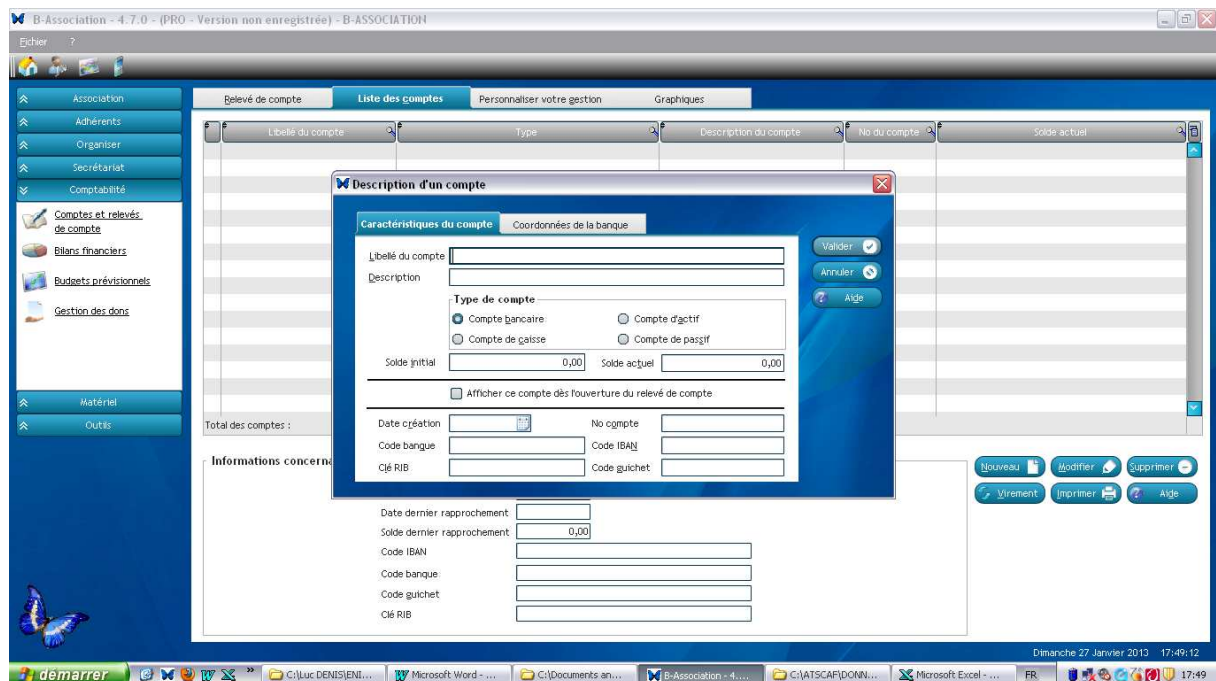 B-Association - 4.7.0 - (PRO - Version non enregistrée) - B-ASSOCIATION
Fichier ?
Association
Adhérents
Organiser
Secrétariat
Comptabilité
Comptes et relevés
de compte
Bilans financiers
Budgets prévisionnels
Gestion des dons
Matériel
Outils
Relevé de compte Liste des comptes Personnaliser votre gestion Graphiques
Libellé du compte Type Description du compte No du compte Solde actuel
Description d'un compte
Caractéristiques du compte Coordonnées de la banque
Libellé du compte
Description
Type de compte
Compte bancaire Compte d'actif
Compte de caisse Compte de passif
Solde initial 0,00 Solde actuel 0,00
Afficher ce compte dès l'ouverture du relevé de compte
Date création No compte
Code banque Code IBAN
Clé RIB Code guichet
Valider
Annuler
Aide
Total des comptes :
Informations concerna
Date dernier rapprochement
Solde dernier rapprochement 0,00
Code IBAN
Code banque
Code guichet
Clé RIB
Nouveau Modifier Supprimer
Virement Imprimer Aide
Dimanche 27 Janvier 2013 17:49:12
démarrer C:\Luc DENIS\ENI... Microsoft Word - ... C:\Documents an... B-Association - 4.... C:\ATSCAF\DONN... Microsoft Excel - ... FR 17:49